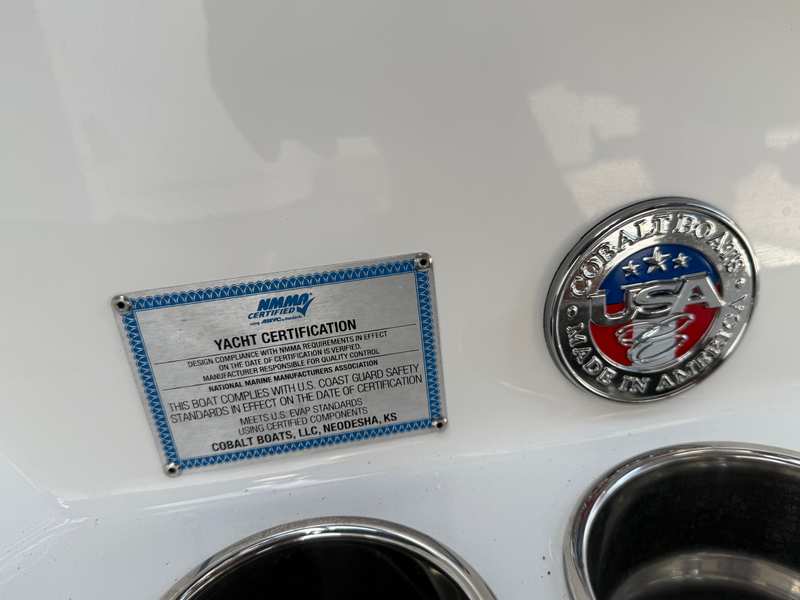 NMMA
CERTIFIED
using ABYC Standards
YACHT CERTIFICATION
DESIGN COMPLIANCE WITH NMMA REQUIREMENTS IN EFFECT
ON THE DATE OF CERTIFICATION IS VERIFIED.
MANUFACTURER RESPONSIBLE FOR QUALITY CONTROL
NATIONAL MARINE MANUFACTURERS ASSOCIATION
THIS BOAT COMPLIES WITH U.S. COAST GUARD SAFETY
STANDARDS IN EFFECT ON THE DATE OF CERTIFICATION
MEETS U.S. EVAP STANDARDS
USING CERTIFIED COMPONENTS
COBALT BOATS, LLC, NEODESHA, KS
COBALT BOATS
USA
MADE IN AMERICA